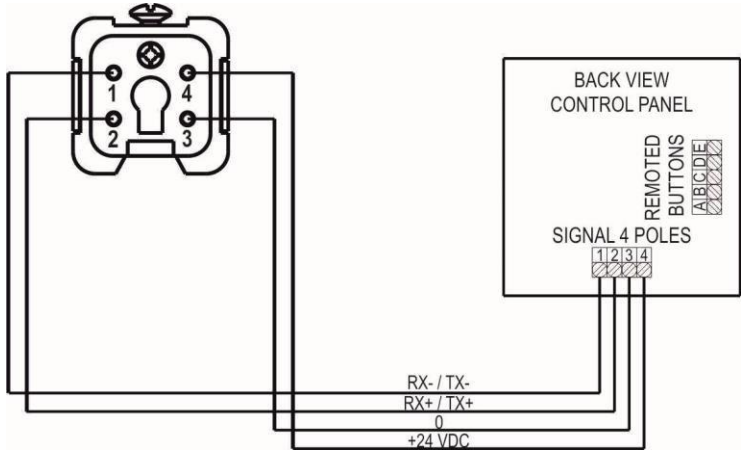 1 4
2 3
BACK VIEW
CONTROL PANEL
REMOTED
BUTTONS
A B C D E
SIGNAL 4 POLES
1 2 3 4
RX- / TX-
RX+ / TX+
0
+24 VDC